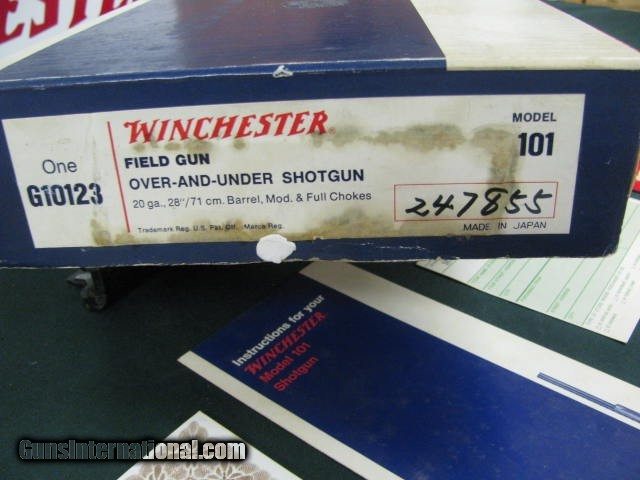 WINCHESTER
MODEL
101
One
G10123
FIELD GUN
OVER-AND-UNDER SHOTGUN
20 ga., 28"/71 cm. Barrel, Mod. & Full Chokes
247855
Trademark Reg. U.S. Pat. Off. Marca Reg.
MADE IN JAPAN
Instructions for your
WINCHESTER
Model 101
Shotgun
GunsInternational.com